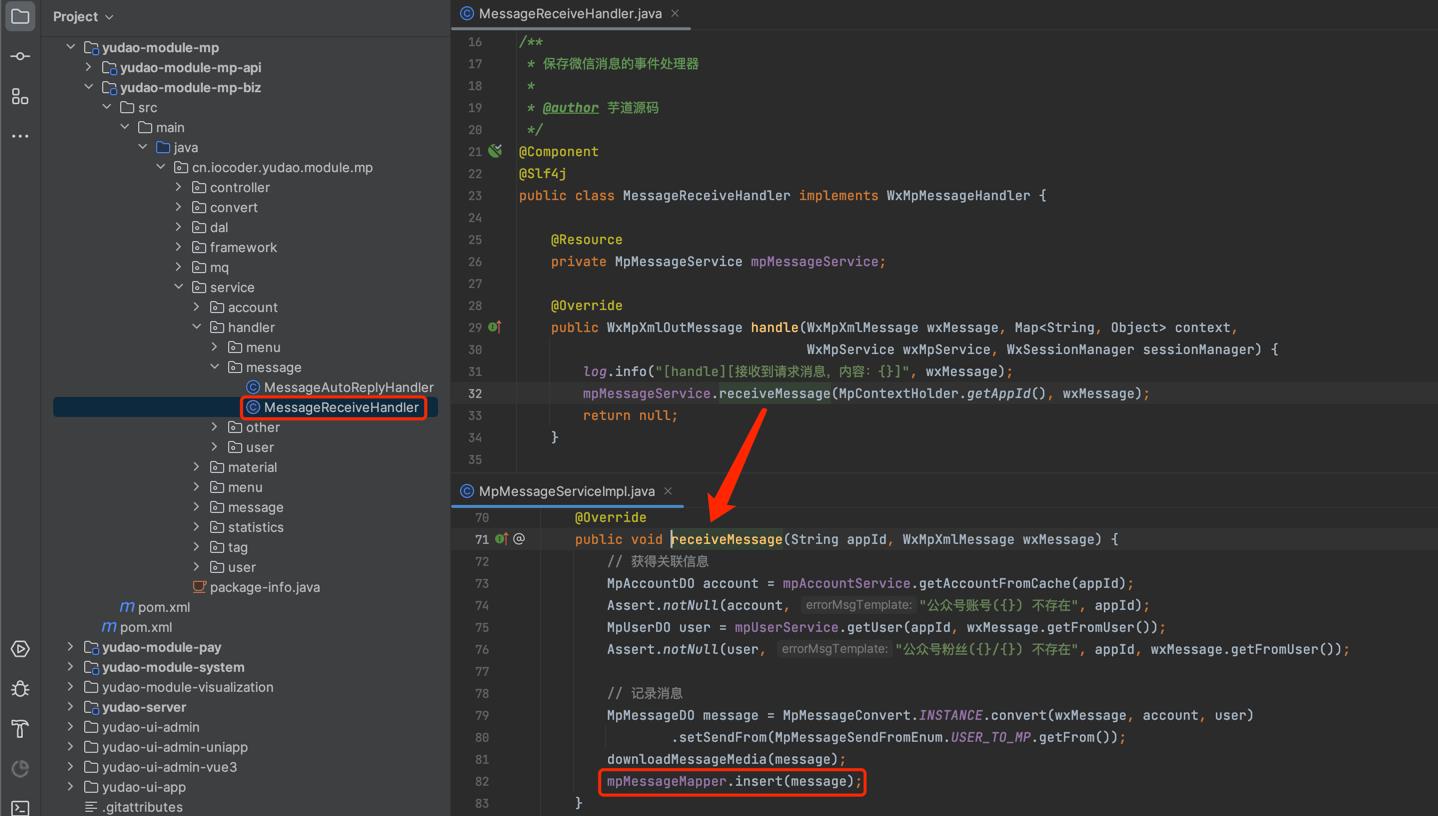 Project
yudao-module-mp
yudao-module-mp-api
yudao-module-mp-biz
src
main
java
cn.iocoder.yudao.module.mp
controller
convert
dal
framework
mq
service
account
handler
menu
message
MessageAutoReplyHandler
MessageReceiveHandler
other
user
material
menu
message
statistics
tag
user
package-info.java
pom.xml
pom.xml
yudao-module-pay
yudao-module-system
yudao-module-visualization
yudao-server
yudao-ui-admin
yudao-ui-admin-uniapp
yudao-ui-admin-vue3
yudao-ui-app
.gitattributes
MessageReceiveHandler.java
16 /**
17 * 保存微信消息的事件处理器
18 *
19 * @author 芋道源码
20 */
21 @Component
22 @Slf4j
23 public class MessageReceiveHandler implements WxMpMessageHandler {
24
25 @Resource
26 private MpMessageService mpMessageService;
27
28 @Override
29 public WxMpXmlOutMessage handle(WxMpXmlMessage wxMessage, Map<String, Object> context,
30 WxMpService wxMpService, WxSessionManager sessionManager) {
31 log.info("[handle][接收到请求消息，内容：{}]", wxMessage);
32 mpMessageService.receiveMessage(MpContextHolder.getAppId(), wxMessage);
33 return null;
34 }
35
MpMessageServiceImpl.java
70 @Override
71 public void receiveMessage(String appId, WxMpXmlMessage wxMessage) {
72 // 获得关联信息
73 MpAccountDO account = mpAccountService.getAccountFromCache(appId);
74 Assert.notNull(account, errorMsgTemplate: "公众号账号({}) 不存在", appId);
75 MpUserDO user = mpUserService.getUser(appId, wxMessage.getFromUser());
76 Assert.notNull(user, errorMsgTemplate: "公众号粉丝({}/{}) 不存在", appId, wxMessage.getFromUser());
77
78 // 记录消息
79 MpMessageDO message = MpMessageConvert.INSTANCE.convert(wxMessage, account, user)
80 .setSendFrom(MpMessageSendFromEnum.USER_TO_MP.getFrom());
81 downloadMessageMedia(message);
82 mpMessageMapper.insert(message);
83 }